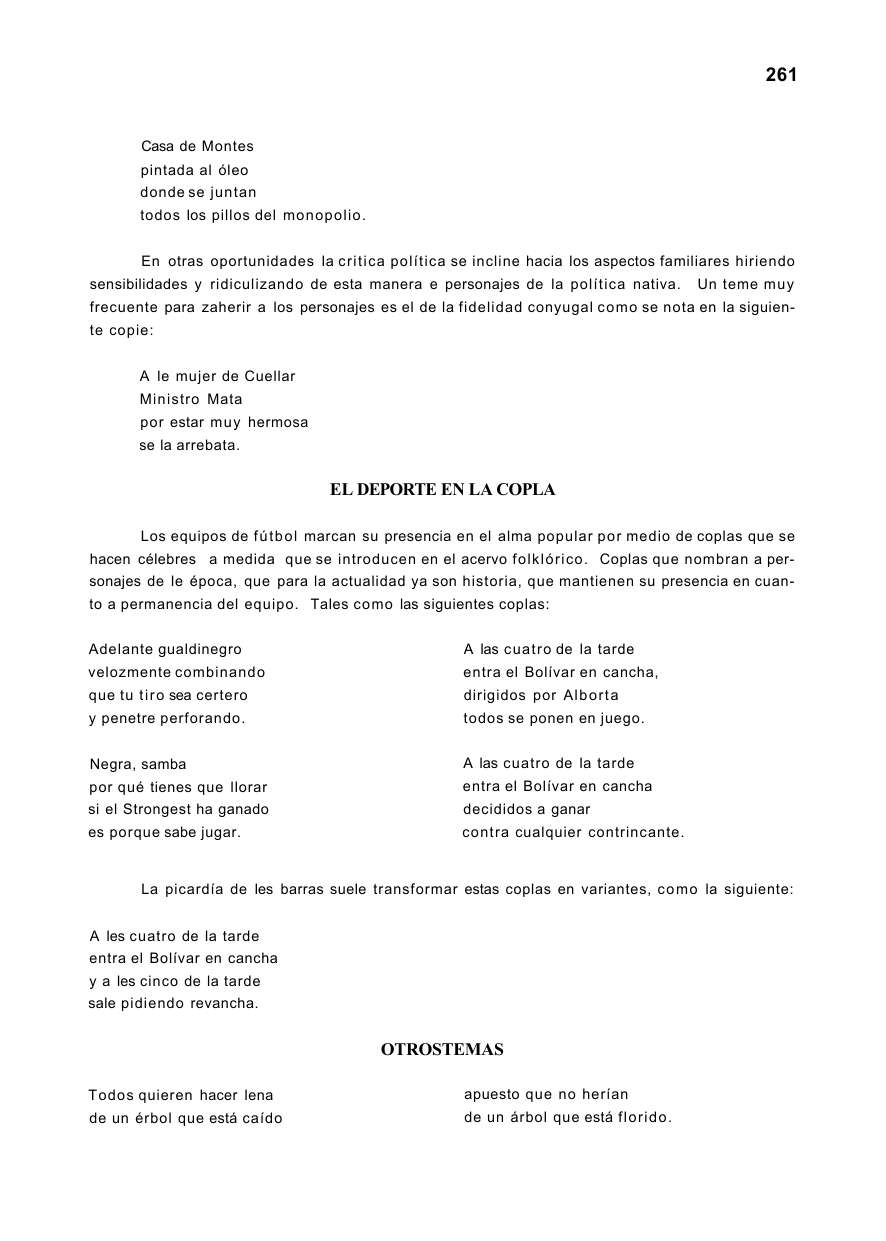 261
Casa de Montes
pintada al óleo
donde se juntan
todos los pillos del monopolio.
En otras oportunidades la critica política se incline hacia los aspectos familiares hiriendo
sensibilidades y ridiculizando de esta manera e personajes de la política nativa. Un teme muy
frecuente para zaherir a los personajes es el de la fidelidad conyugal como se nota en la siguien-
te copie:
A le mujer de Cuellar
Ministro Mata
por estar muy hermosa
se la arrebata.
EL DEPORTE EN LA COPLA
Los equipos de fútbol marcan su presencia en el alma popular por medio de coplas que se
hacen célebres a medida que se introducen en el acervo folklórico. Coplas que nombran a per-
sonajes de le época, que para la actualidad ya son historia, que mantienen su presencia en cuan-
to a permanencia del equipo. Tales como las siguientes coplas:
Adelante gualdinegro
velozmente combinando
que tu tiro sea certero
y penetre perforando.
Negra, samba
por qué tienes que llorar
si el Strongest ha ganado
es porque sabe jugar.
A las cuatro de la tarde
entra el Bolívar en cancha,
dirigidos por Alborta
todos se ponen en juego.
A las cuatro de la tarde
entra el Bolívar en cancha
decididos a ganar
contra cualquier contrincante.
La picardía de les barras suele transformar estas coplas en variantes, como la siguiente:
A les cuatro de la tarde
entra el Bolívar en cancha
y a les cinco de la tarde
sale pidiendo revancha.
OTROSTEMAS
Todos quieren hacer lena
de un érbol que está caído
apuesto que no herían
de un árbol que está florido.